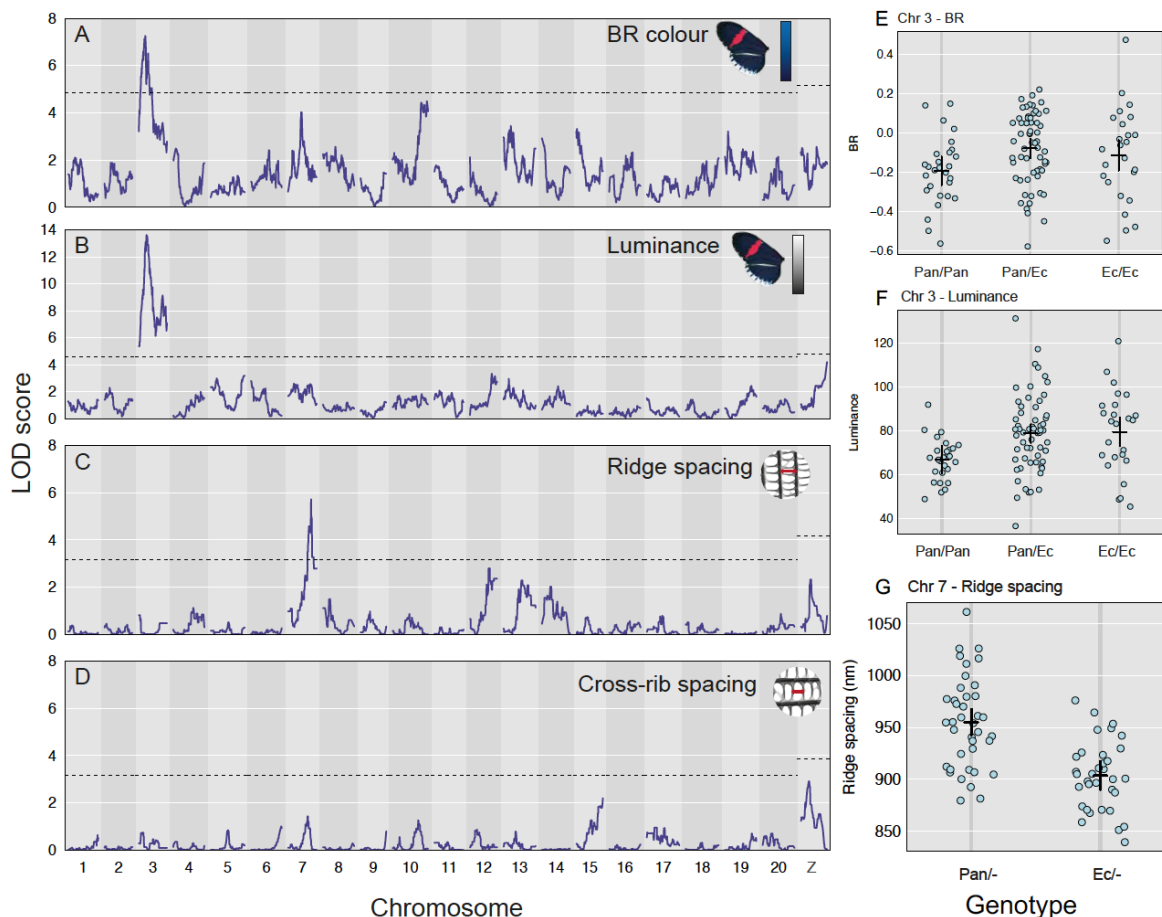 LOD score
A
BR colour
8
6
4
2
0
B
Luminance
14
12
10
8
6
4
2
0
C
Ridge spacing
8
6
4
2
0
D
Cross-rib spacing
8
6
4
2
0
1 2 3 4 5 6 7 8 9 10 11 12 13 14 15 16 17 18 19 20 Z
Chromosome
E Chr 3 - BR
BR
0.4
0.2
0.0
−0.2
−0.4
−0.6
Pan/Pan Pan/Ec Ec/Ec
F Chr 3 - Luminance
Luminance
120
100
80
60
40
Pan/Pan Pan/Ec Ec/Ec
G Chr 7 - Ridge spacing
Ridge spacing (nm)
1050
1000
950
900
850
Pan/- Ec/-
Genotype